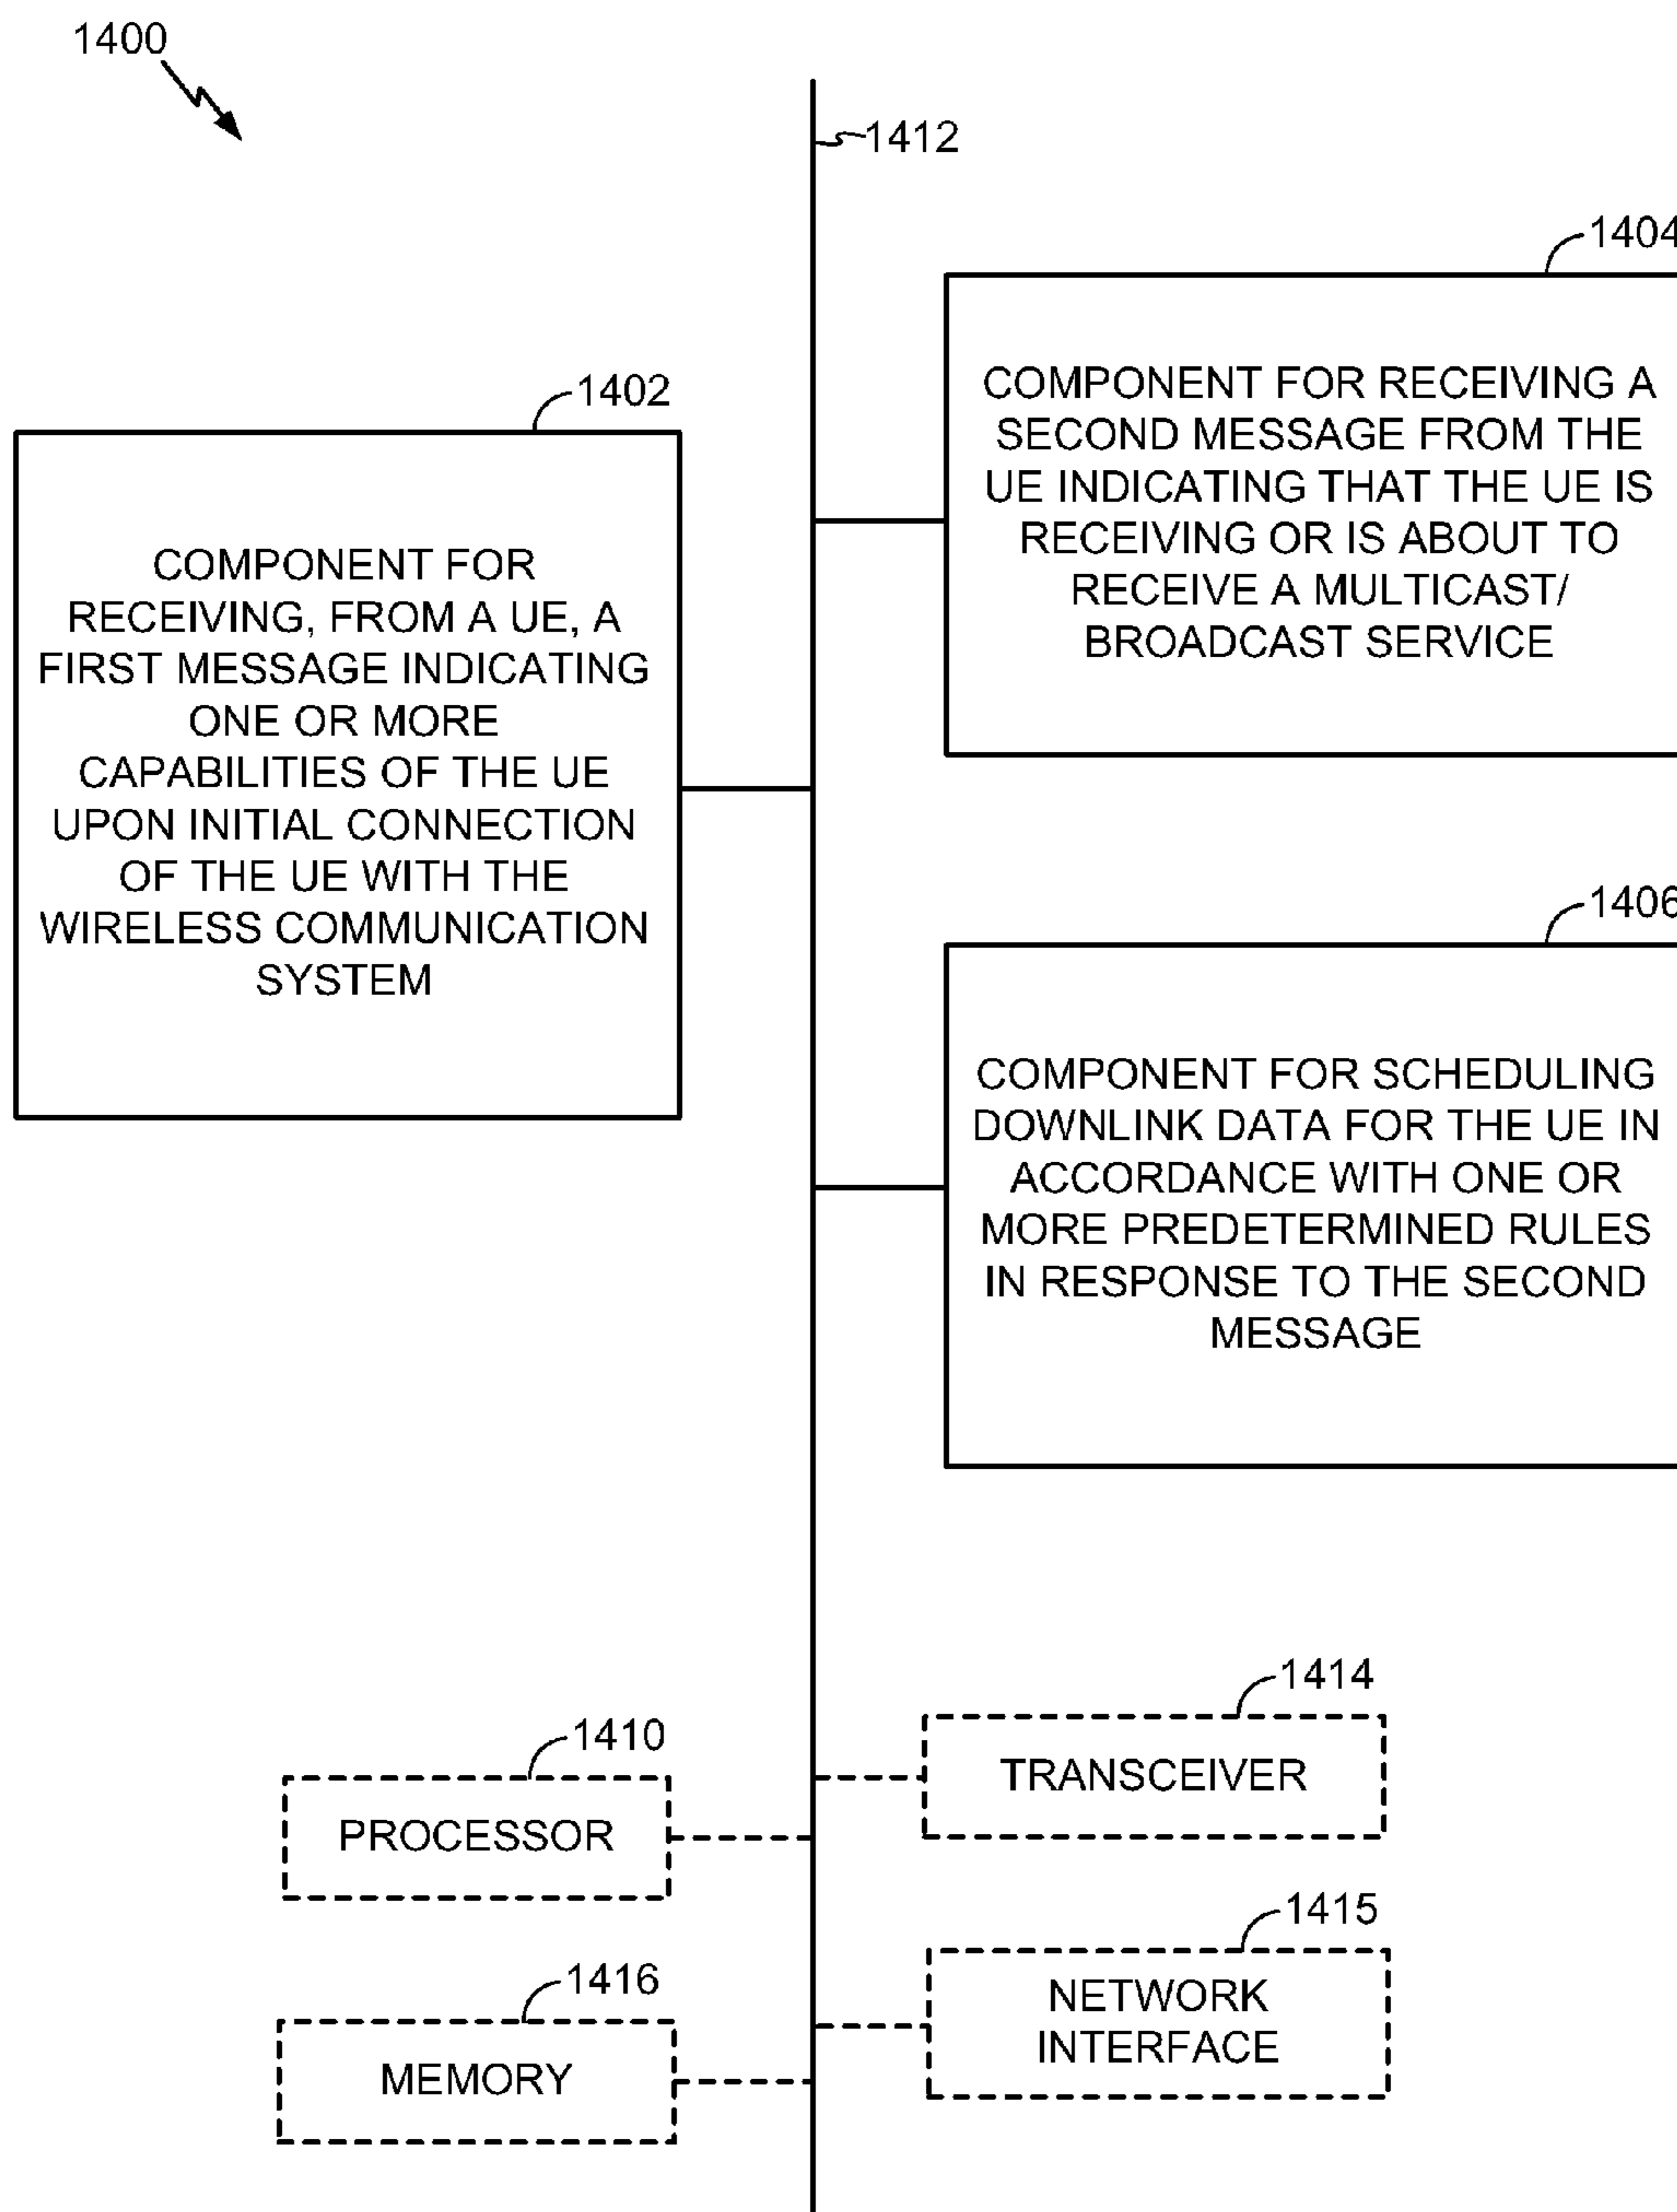 1400
1412
1404
COMPONENT FOR RECEIVING A
SECOND MESSAGE FROM THE
UE INDICATING THAT THE UE IS
RECEIVING OR IS ABOUT TO
RECEIVE A MULTICAST/
BROADCAST SERVICE
1402
COMPONENT FOR
RECEIVING, FROM A UE, A
FIRST MESSAGE INDICATING
ONE OR MORE
CAPABILITIES OF THE UE
UPON INITIAL CONNECTION
OF THE UE WITH THE
WIRELESS COMMUNICATION
SYSTEM
1406
COMPONENT FOR SCHEDULING
DOWNLINK DATA FOR THE UE IN
ACCORDANCE WITH ONE OR
MORE PREDETERMINED RULES
IN RESPONSE TO THE SECOND
MESSAGE
1414
TRANSCEIVER
1410
PROCESSOR
1415
NETWORK
INTERFACE
1416
MEMORY